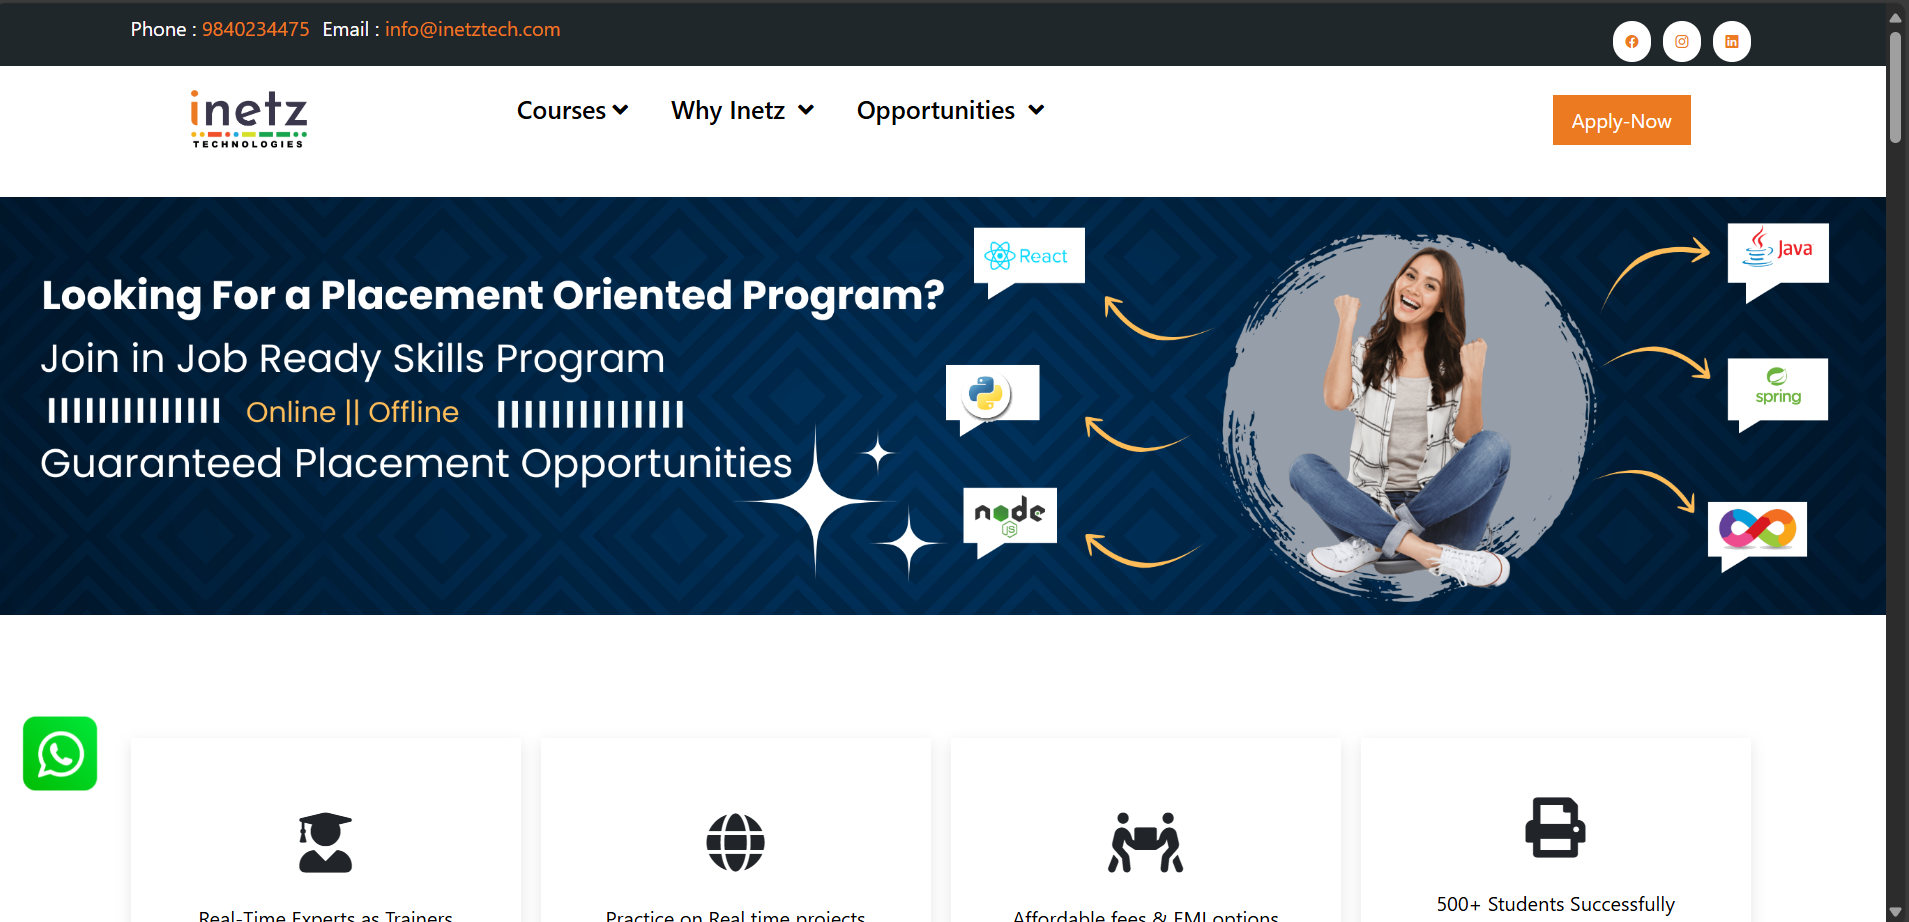 Phone : 9840234475 Email : info@inetztech.com
inetz
TECHNOLOGIES
Courses Why Inetz Opportunities
Apply-Now
Looking For a Placement Oriented Program?
Join in Job Ready Skills Program
Online || Offline
Guaranteed Placement Opportunities
React
Java
spring
node
JS
Real-Time Experts as Trainers
Practice on Real time projects
Affordable fees & EMI options
500+ Students Successfully